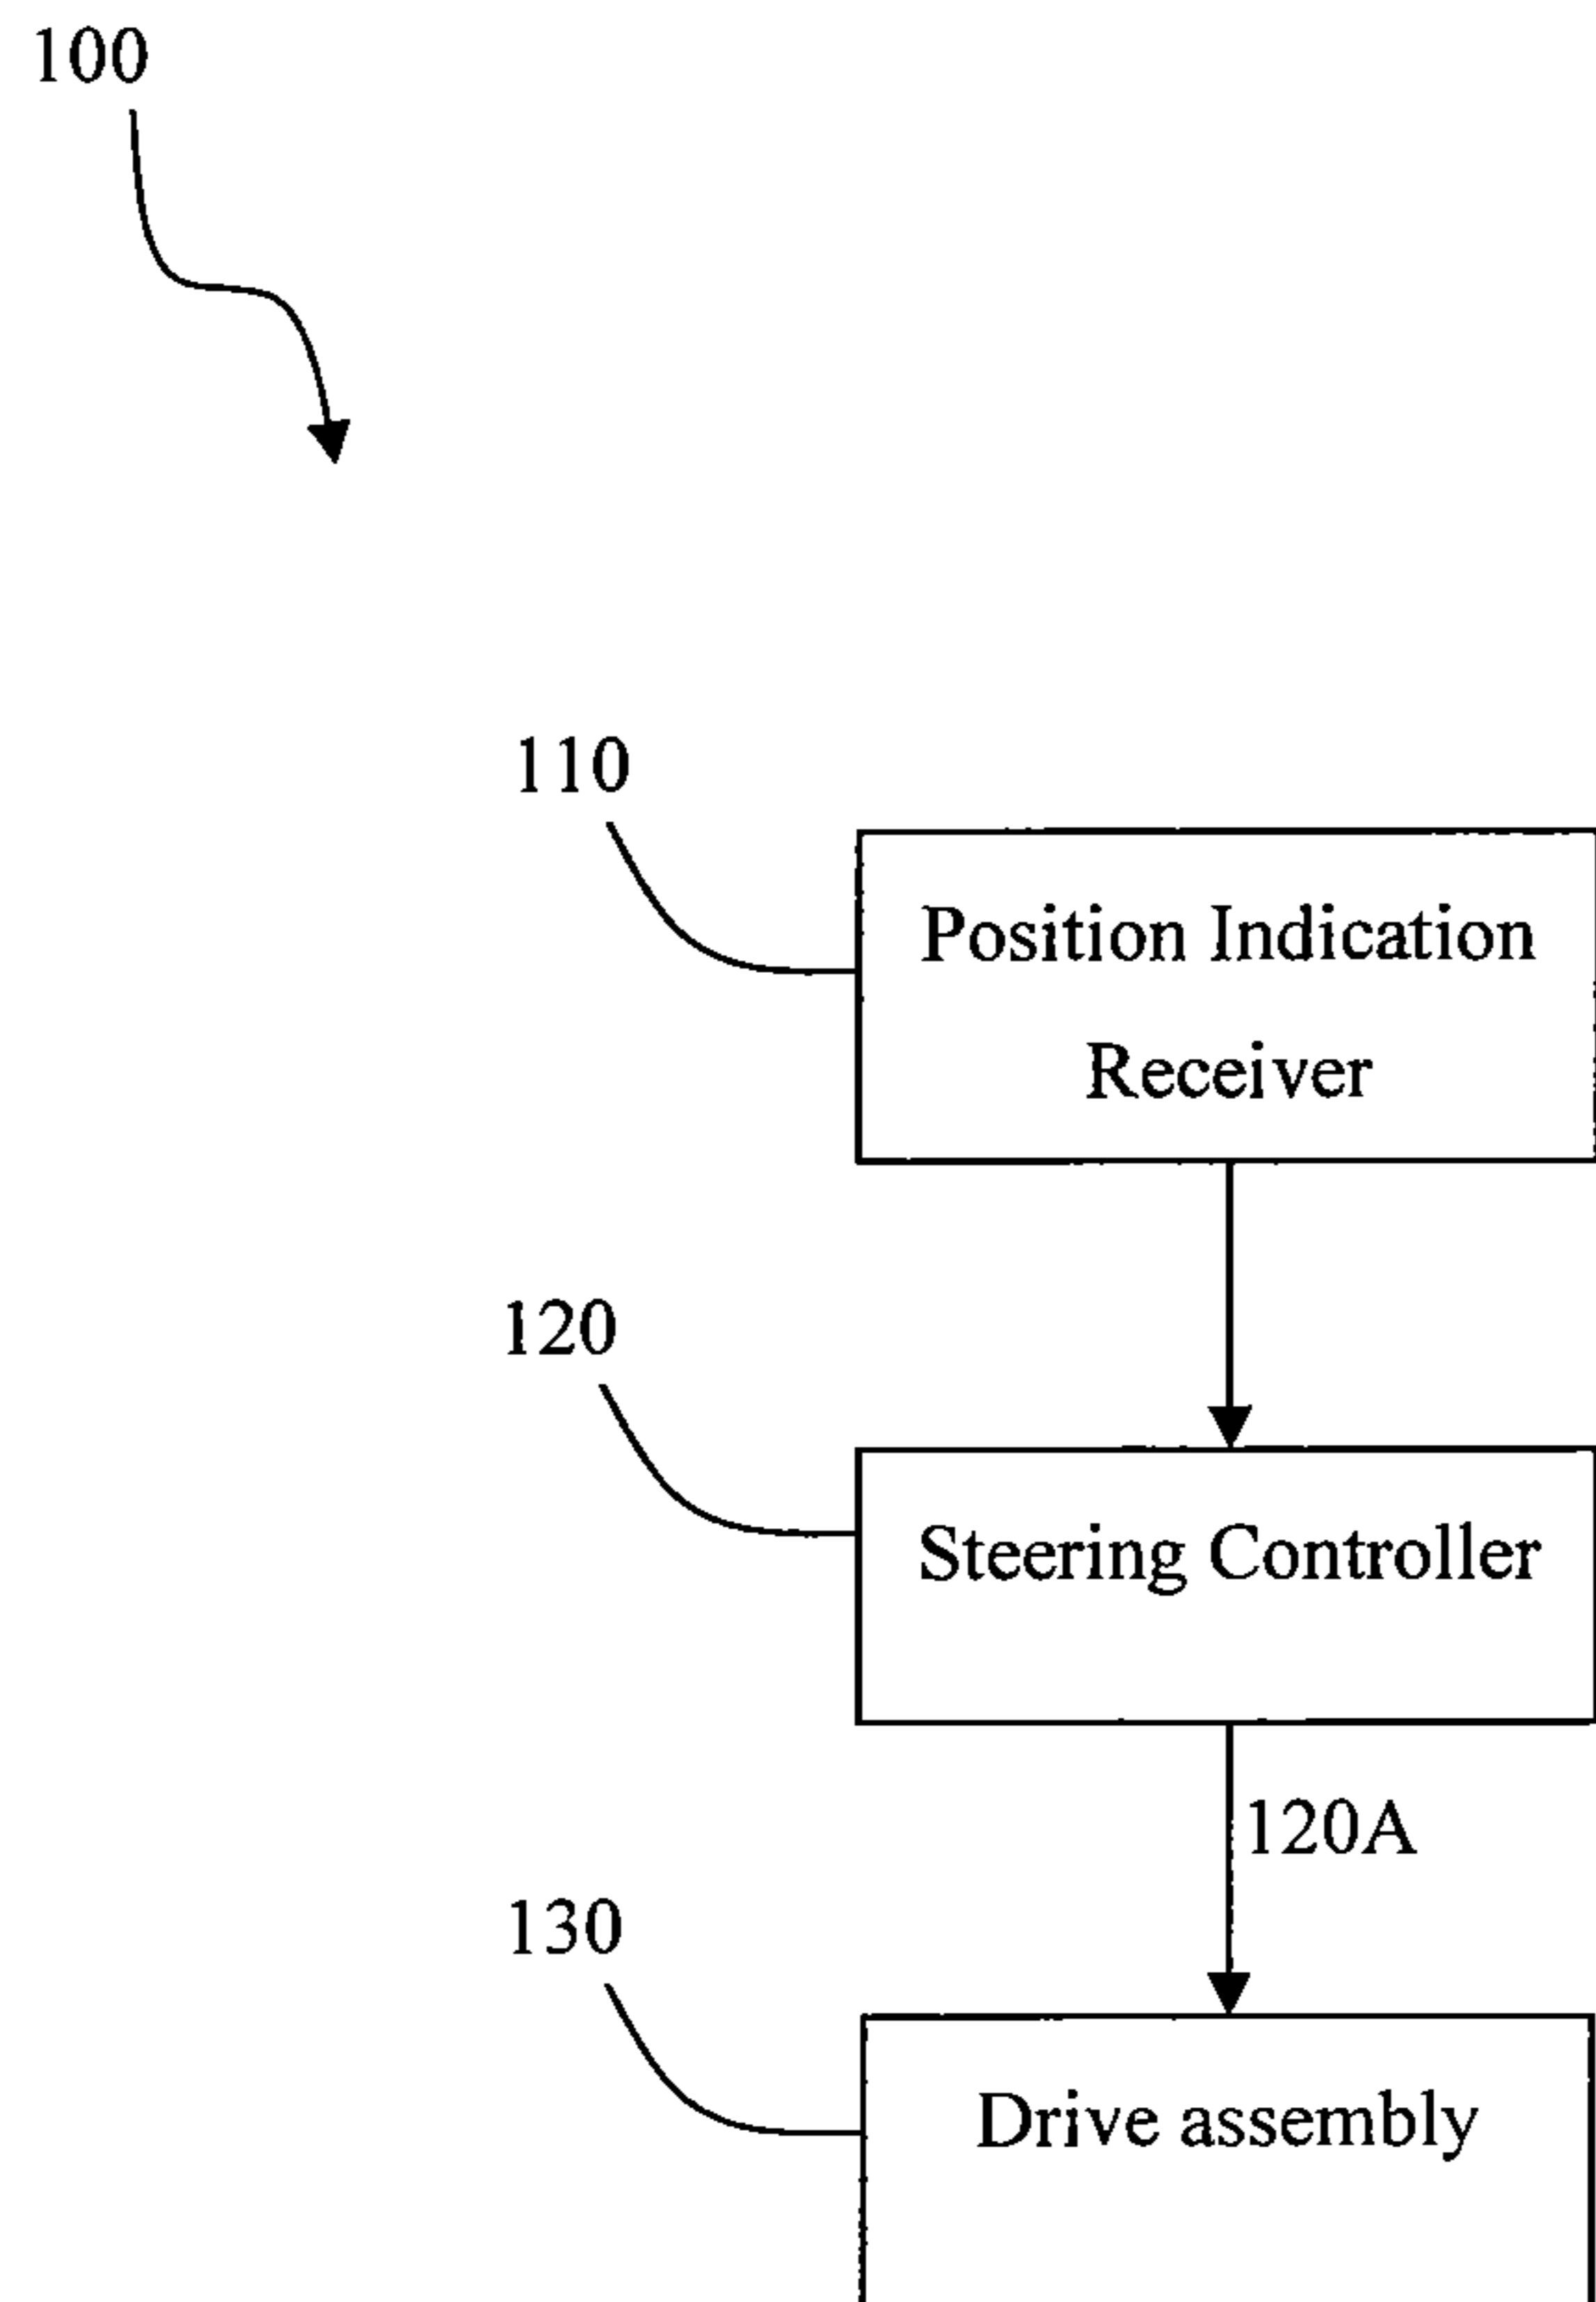 100
110
Position Indication
Receiver
120
Steering Controller
120A
130
Drive assembly